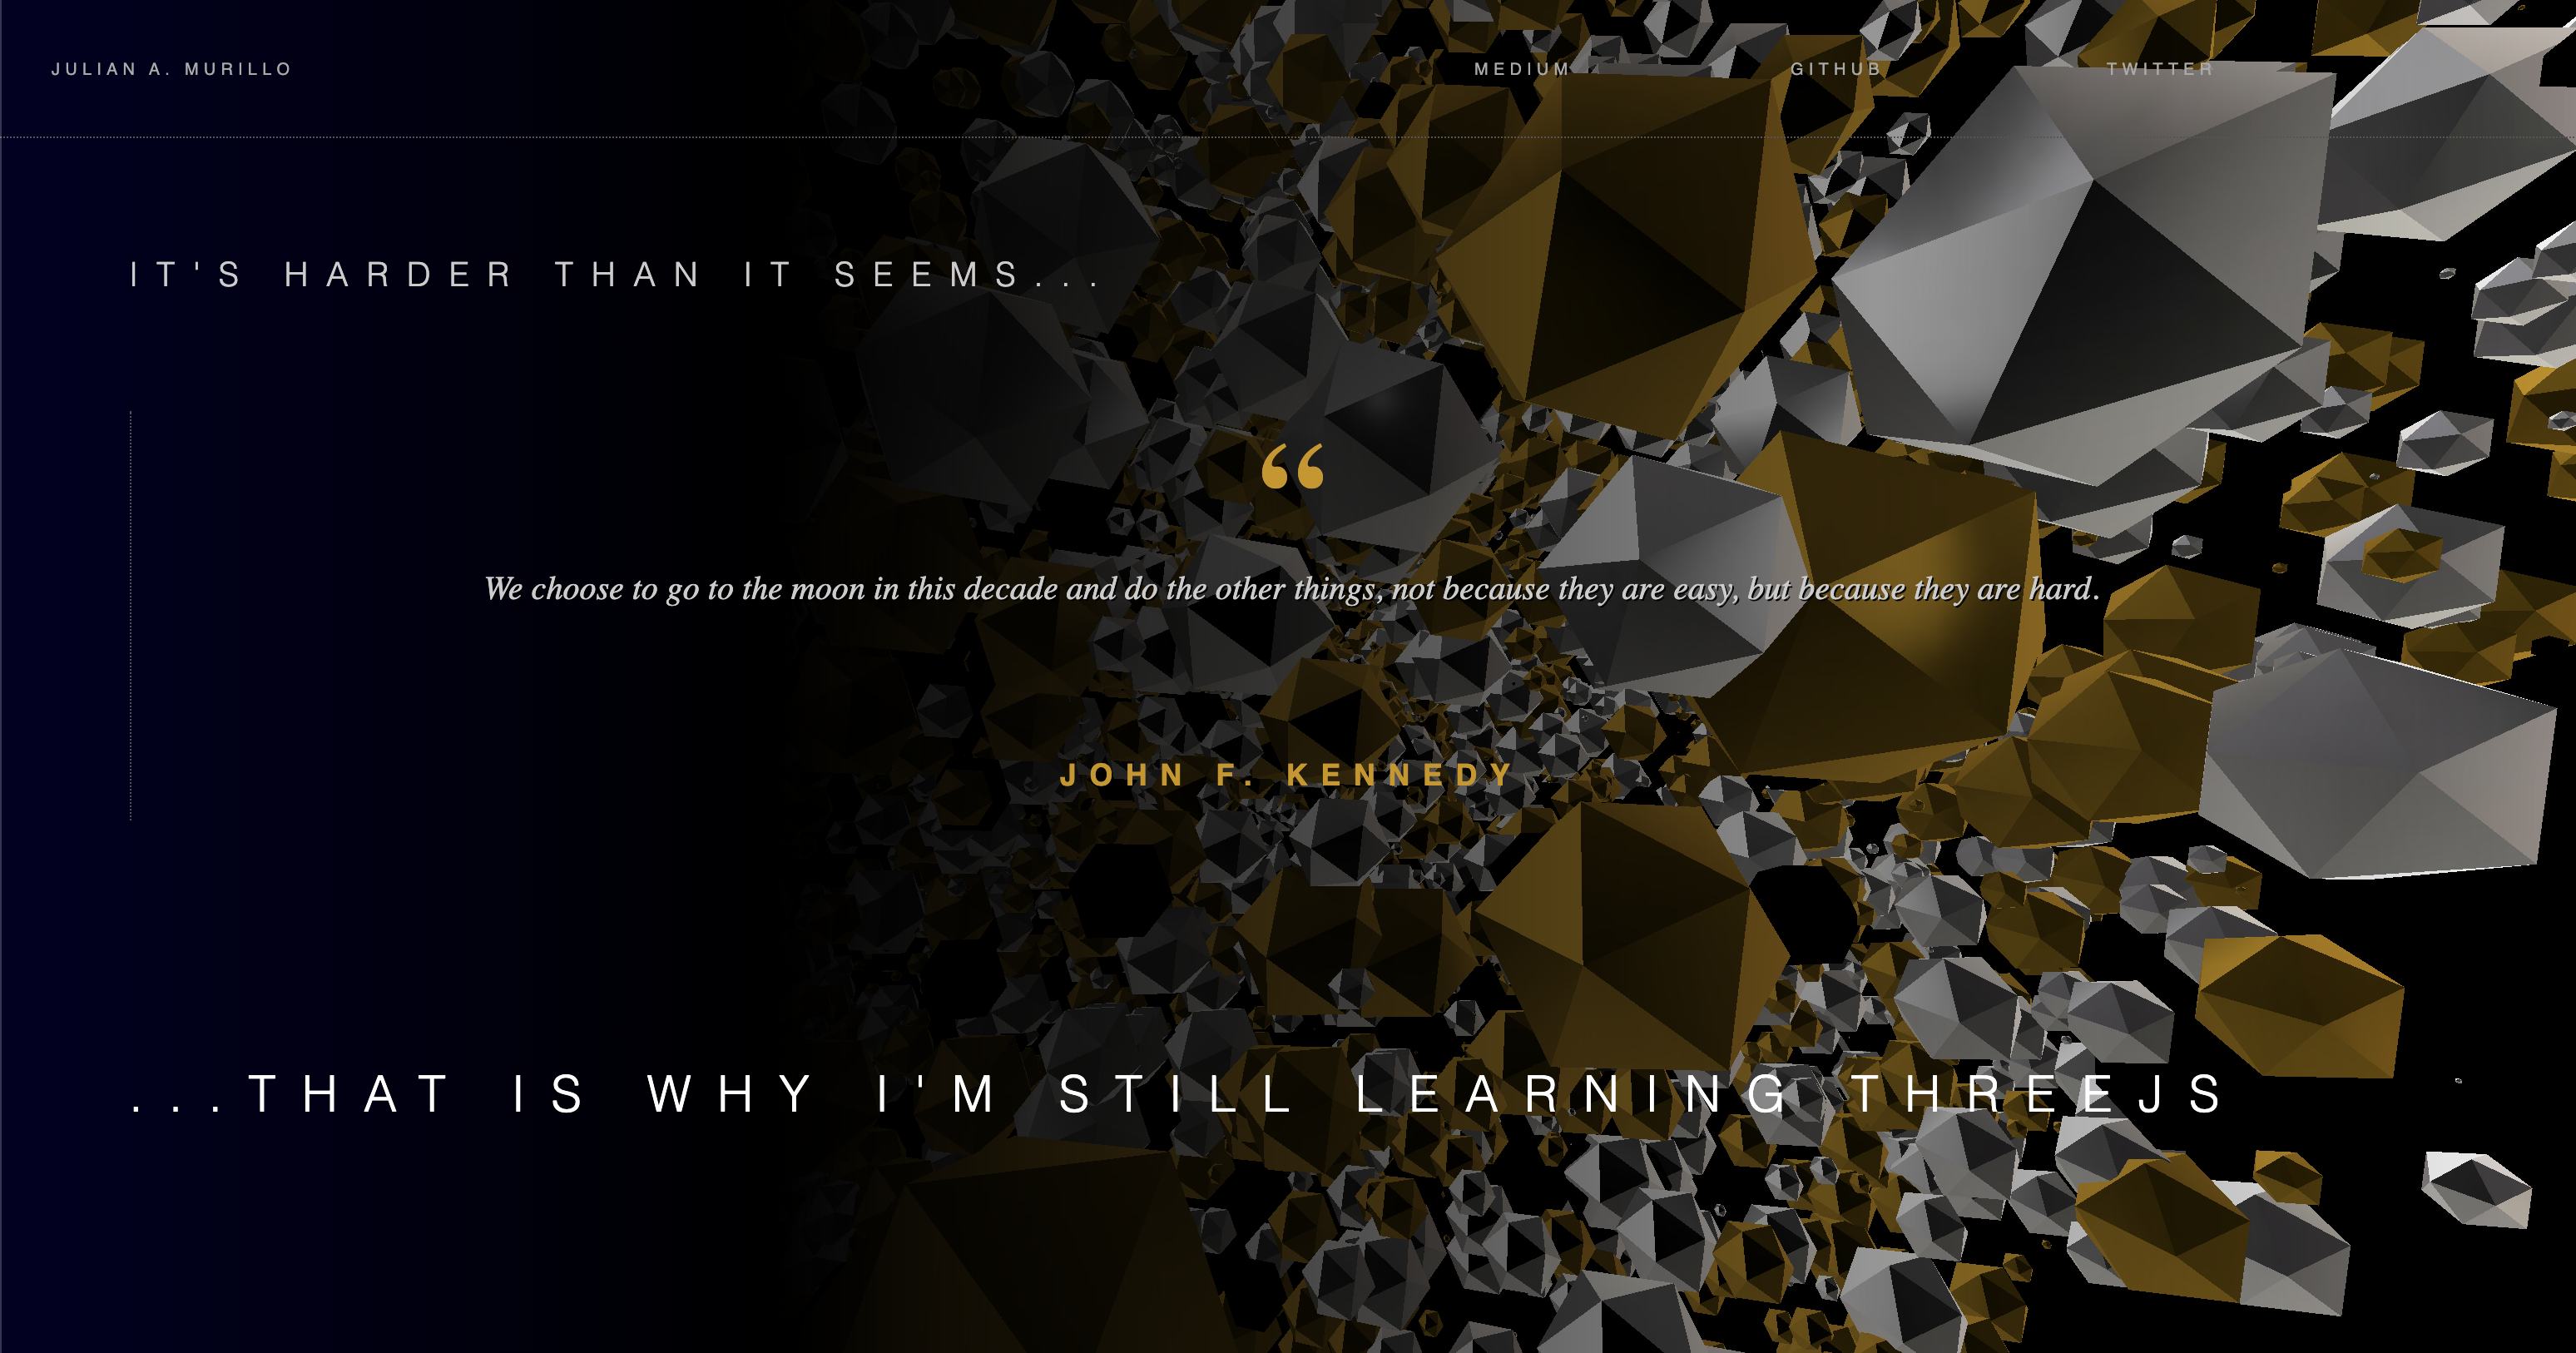 JULIAN A. MURILLO
MEDIUM
GITHUB
TWITTER
IT'S HARDER THAN IT SEEMS...
“
We choose to go to the moon in this decade and do the other things, not because they are easy, but because they are hard.
JOHN F. KENNEDY
...THAT IS WHY I'M STILL LEARNING THREEJS